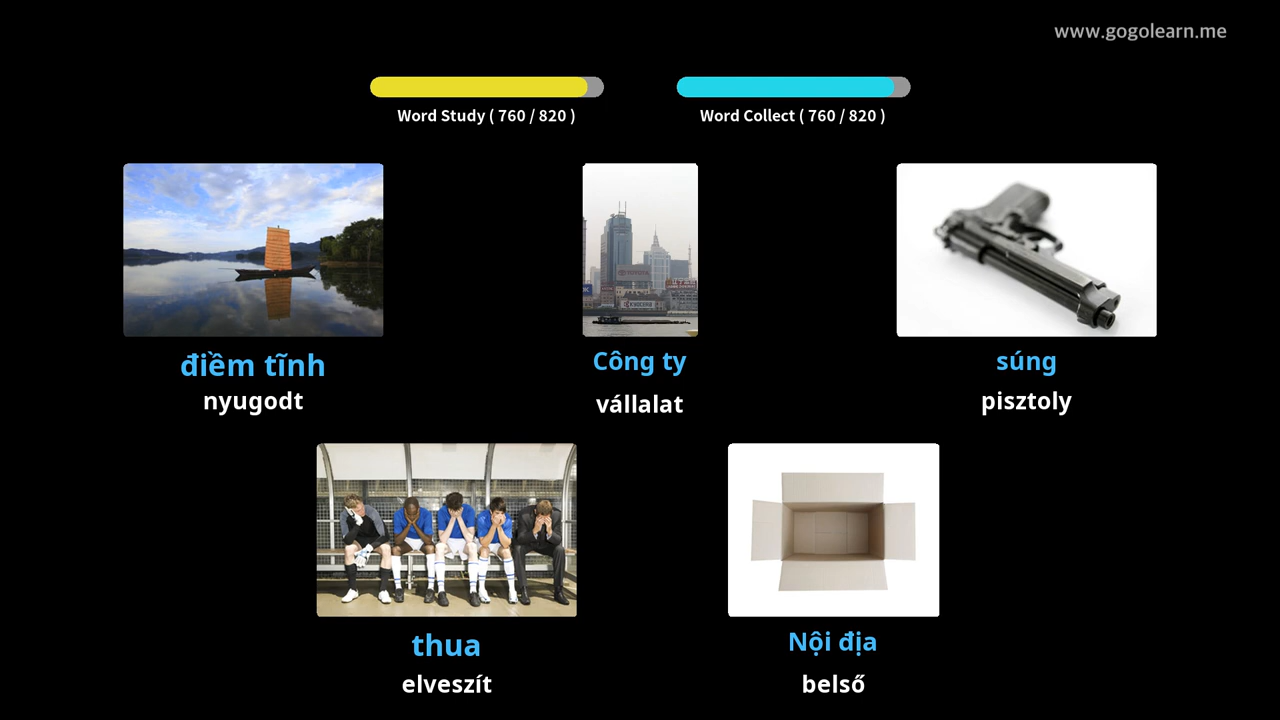 www.gogolearn.me
Word Study ( 760 / 820 )
Word Collect ( 760 / 820 )
điềm tĩnh
nyugodt
Công ty
vállalat
súng
pisztoly
thua
elveszít
Nội địa
belső